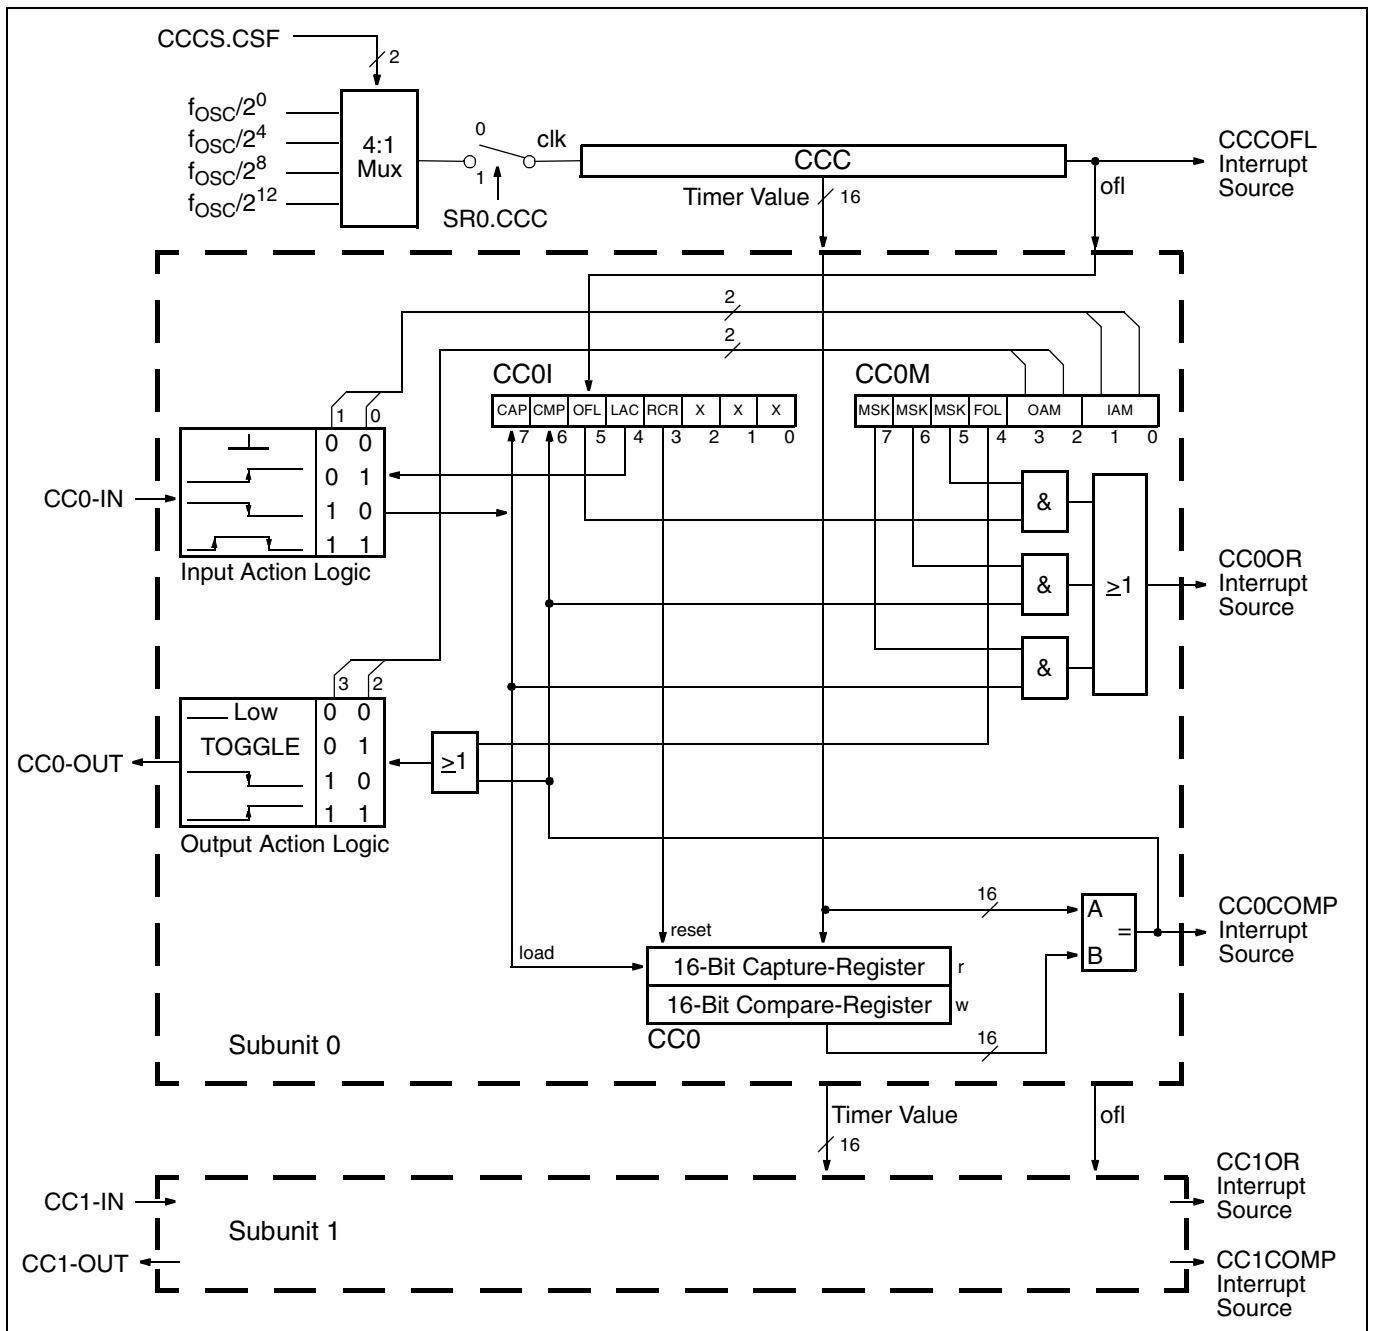 CCCS.CSF
2
fOSC/2^0
fOSC/2^4
fOSC/2^8
fOSC/2^12
4:1
Mux
0
1
clk
SR0.CCC
CCC
Timer Value
16
ofl
CCCOFL
Interrupt
Source
2
2
CC0I
CAP CMP OFL LAC RCR X X X
7 6 5 4 3 2 1 0
CC0M
MSK MSK MSK FOL OAM IAM
7 6 5 4 3 2 1 0
1 0
0 0
0 1
1 0
1 1
CC0-IN
Input Action Logic
&
&
&
≥1
CC0OR
Interrupt
Source
3 2
Low 0 0
TOGGLE 0 1
1 0
1 1
CC0-OUT
Output Action Logic
≥1
16
A
B
=
CC0COMP
Interrupt
Source
reset
load
16-Bit Capture-Register
r
16-Bit Compare-Register
w
CC0
16
Subunit 0
Timer Value
16
ofl
CC1-IN
Subunit 1
CC1-OUT
CC1OR
Interrupt
Source
CC1COMP
Interrupt
Source